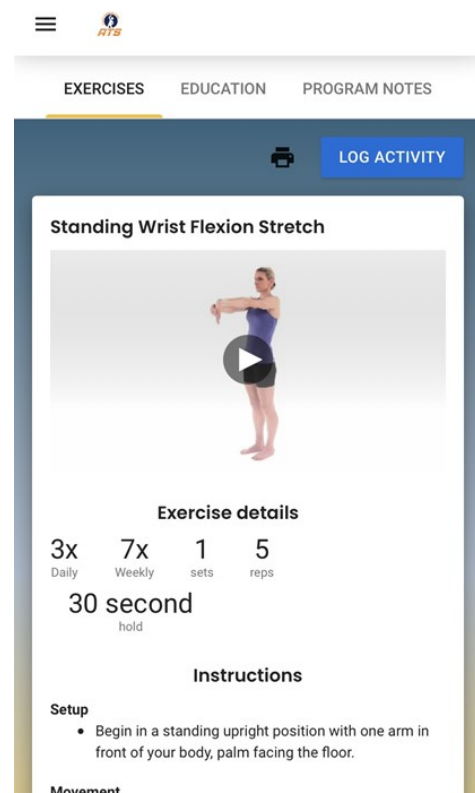 ATS
EXERCISES EDUCATION PROGRAM NOTES
LOG ACTIVITY
Standing Wrist Flexion Stretch
Exercise details
3x 7x 1 5
Daily Weekly sets reps
30 second
hold
Instructions
Setup
• Begin in a standing upright position with one arm in
front of your body, palm facing the floor.
Movement